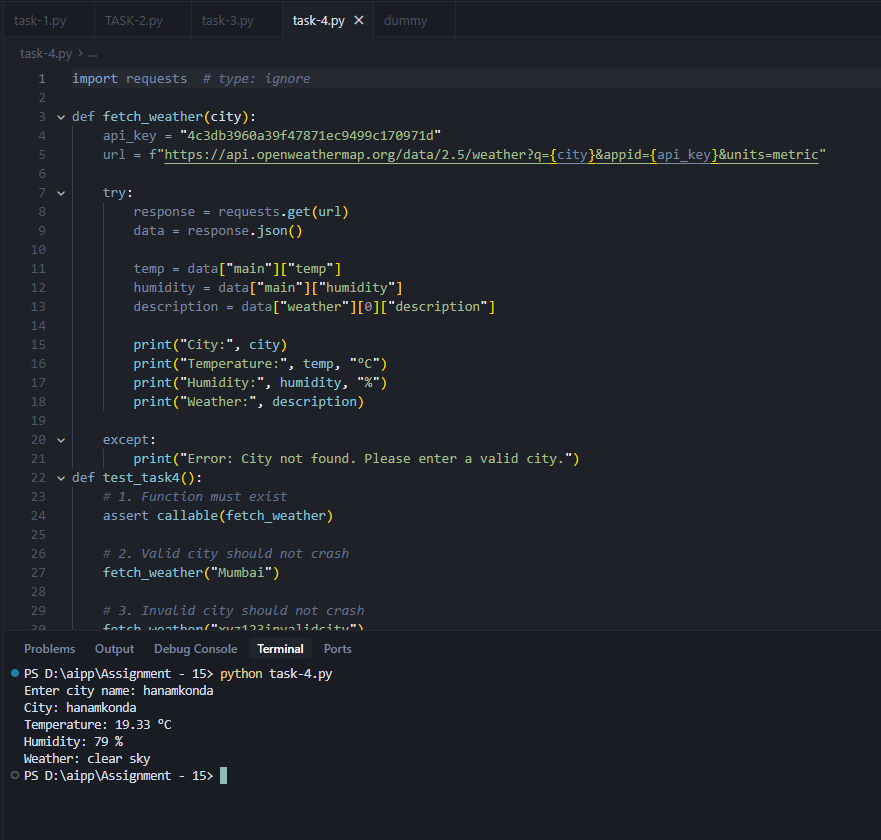 task-1.py TASK-2.py task-3.py task-4.py × dummy
task-4.py > ...
1 import requests  # type: ignore
2
3 def fetch_weather(city):
4     api_key = "4c3db3960a39f47871ec9499c170971d"
5     url = f"https://api.openweathermap.org/data/2.5/weather?q={city}&appid={api_key}&units=metric"
6
7     try:
8         response = requests.get(url)
9         data = response.json()
10
11         temp = data["main"]["temp"]
12         humidity = data["main"]["humidity"]
13         description = data["weather"][0]["description"]
14
15         print("City:", city)
16         print("Temperature:", temp, "°C")
17         print("Humidity:", humidity, "%")
18         print("Weather:", description)
19
20     except:
21         print("Error: City not found. Please enter a valid city.")
22 def test_task4():
23     # 1. Function must exist
24     assert callable(fetch_weather)
25
26     # 2. Valid city should not crash
27     fetch_weather("Mumbai")
28
29     # 3. Invalid city should not crash
30     fetch_weather("xyz123invalidcity")
Problems Output Debug Console Terminal Ports
PS D:\aipp\Assignment - 15> python task-4.py
Enter city name: hanamkonda
City: hanamkonda
Temperature: 19.33 °C
Humidity: 79 %
Weather: clear sky
PS D:\aipp\Assignment - 15>